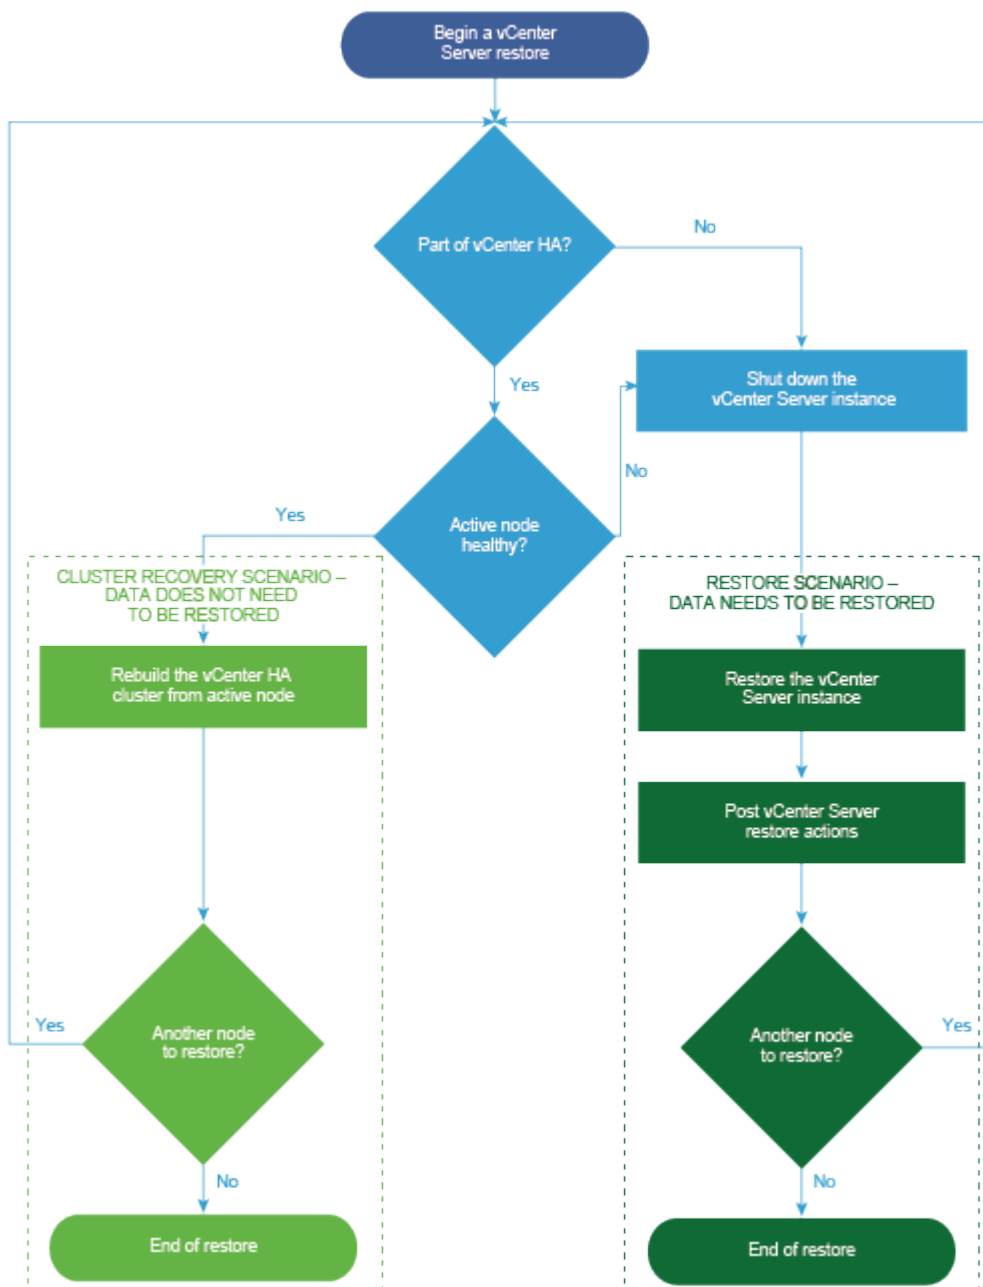 Begin a vCenter
Server restore
Part of vCenter HA?
No
Yes
Shut down the
vCenter Server instance
No
Active node
healthy?
Yes
CLUSTER RECOVERY SCENARIO –
DATA DOES NOT NEED
TO BE RESTORED
Rebuild the vCenter HA
cluster from active node
Another node
to restore?
Yes
No
End of restore
RESTORE SCENARIO –
DATA NEEDS TO BE RESTORED
Restore the vCenter
Server instance
Post vCenter Server
restore actions
Another node
to restore?
Yes
No
End of restore